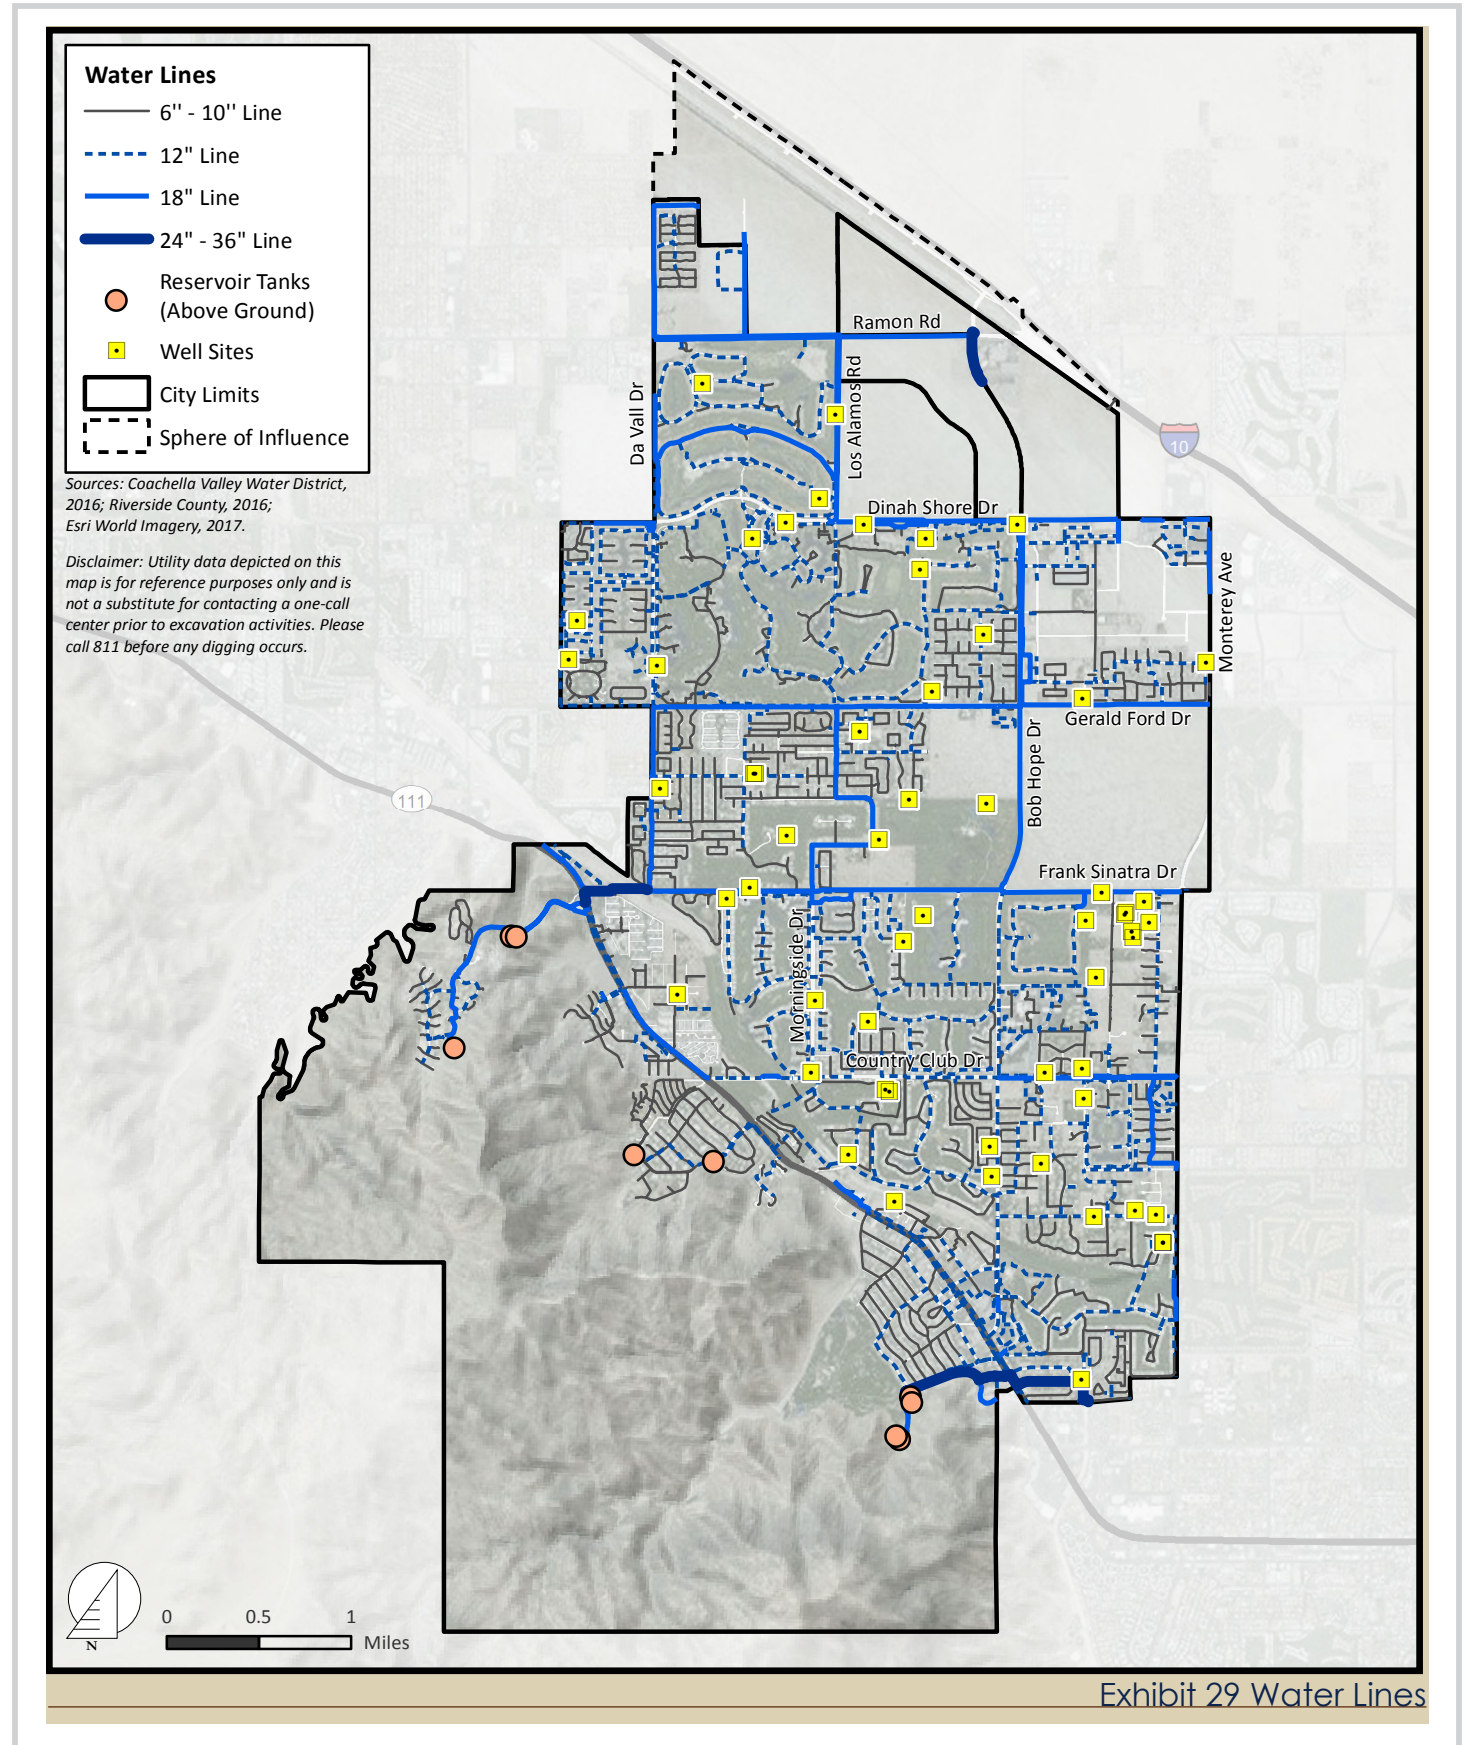 Water Lines
6'' - 10'' Line
12" Line
18" Line
24" - 36" Line
Reservoir Tanks
(Above Ground)
Well Sites
City Limits
Sphere of Influence
Sources: Coachella Valley Water District,
2016; Riverside County, 2016;
Esri World Imagery, 2017.
Disclaimer: Utility data depicted on this
map is for reference purposes only and is
not a substitute for contacting a one-call
center prior to excavation activities. Please
call 811 before any digging occurs.
Ramon Rd
Da Vall Dr
Los Alamos Rd
10
Dinah Shore Dr
Monterey Ave
Gerald Ford Dr
Bob Hope Dr
111
Frank Sinatra Dr
Morningside Dr
Country Club Dr
N
0 0.5 1
Miles
Exhibit 29 Water Lines